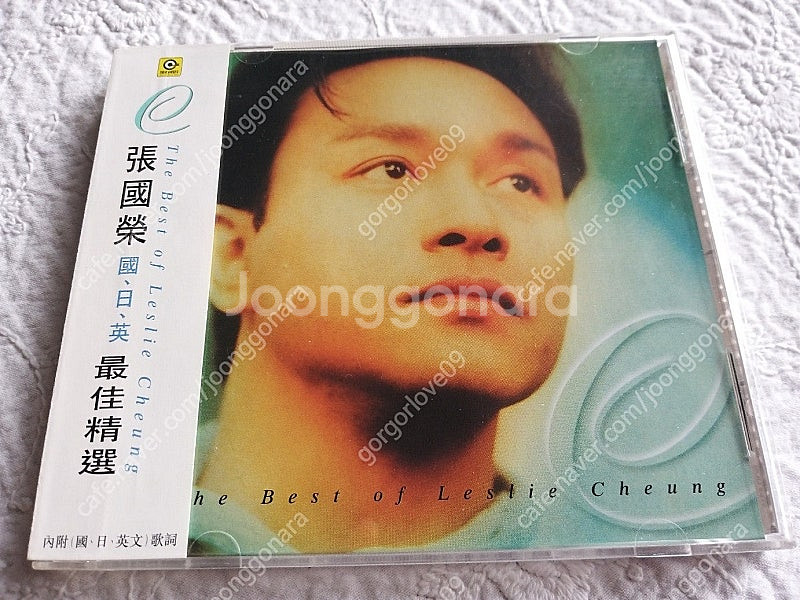 張國榮
國、日、英
最佳精選
The Best of Leslie Cheung
內附(國、日、英文)歌詞
he Best of Leslie Cheung
Joonggonara
cafe.naver.com/joonggonara
gorgorlove09